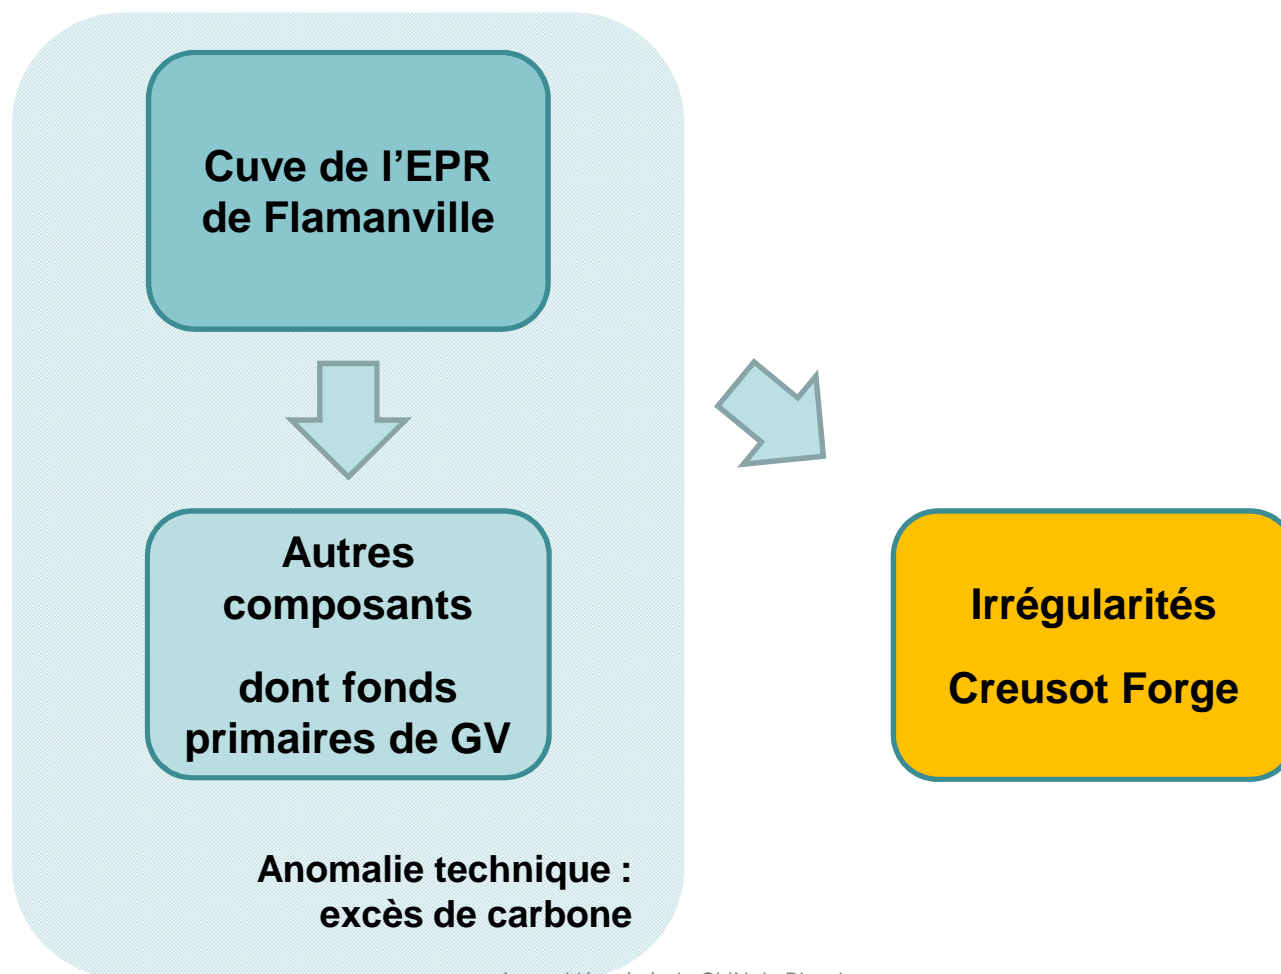 Cuve de l’EPR
de Flamanville
Autres
composants
dont fonds
primaires de GV
Irrégularités
Creusot Forge
Anomalie technique :
excès de carbone